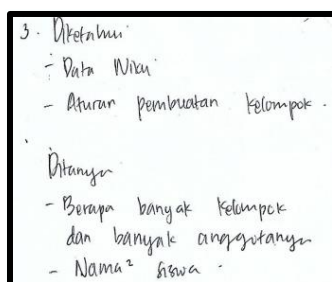 3. Diketahui
- Data Niku
- Aturan pembuatan kelompok.
Ditanya
- Berapa banyak kelompok
dan banyak anggotanya
- Nama² siswa.